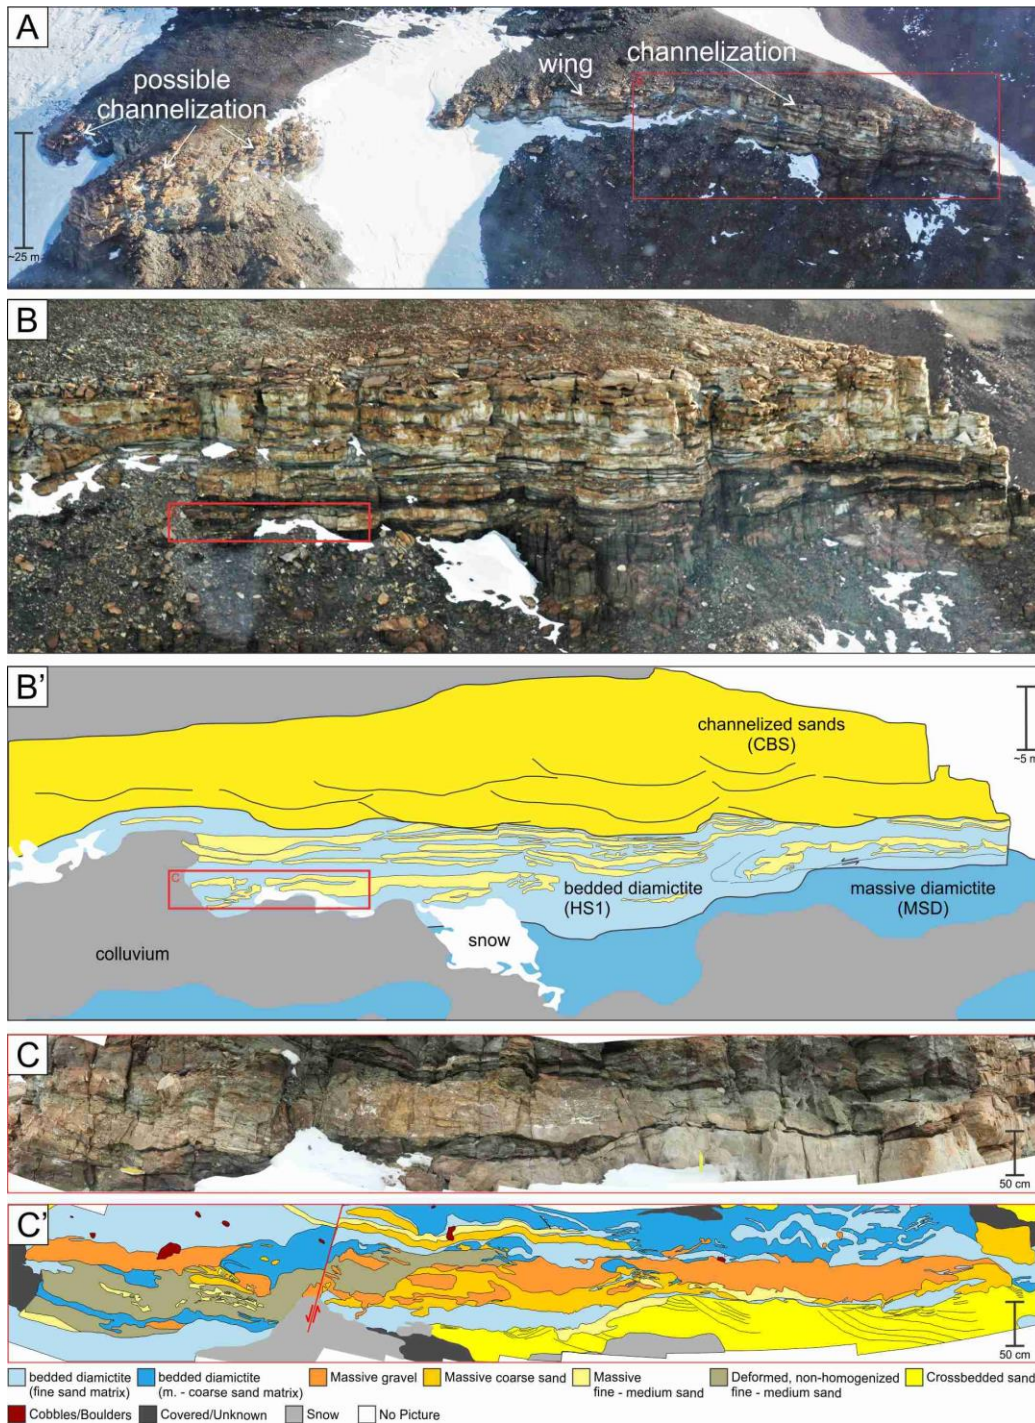 A
possible
channelization
wing
channelization
~25 m
B
B'
channelized sands
(CBS)
~5 m
C
bedded diamictite
(HS1)
massive diamictite
(MSD)
snow
colluvium
C
50 cm
C'
50 cm
bedded diamictite
(fine sand matrix)
bedded diamictite
(m. - coarse sand matrix)
Massive gravel
Massive coarse sand
Massive
fine - medium sand
Deformed, non-homogenized
fine - medium sand
Crossbedded sand
Cobbles/Boulders
Covered/Unknown
Snow
No Picture